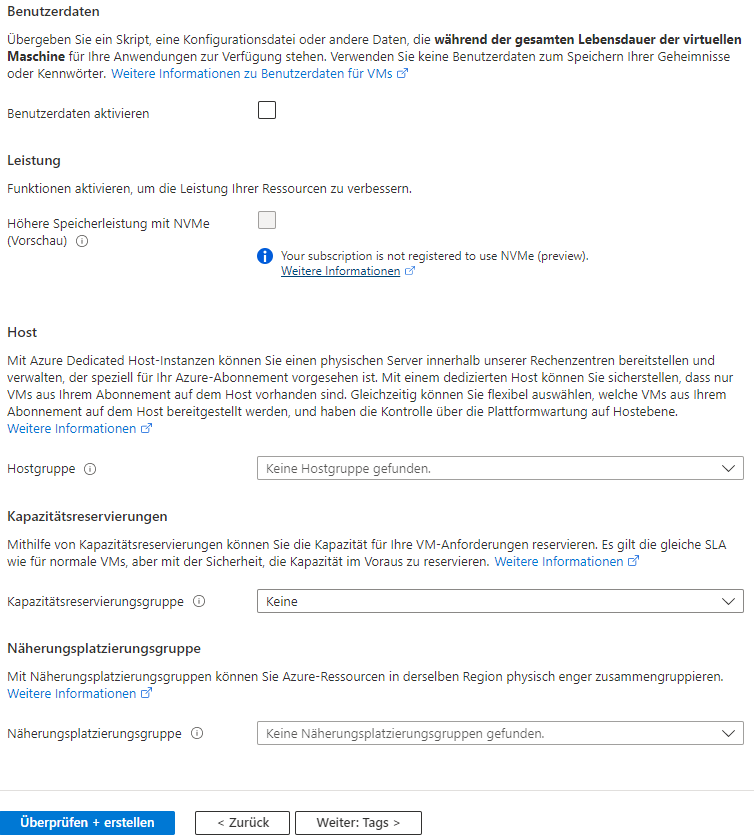 Benutzerdaten
Übergeben Sie ein Skript, eine Konfigurationsdatei oder andere Daten, die während der gesamten Lebensdauer der virtuellen
Maschine für Ihre Anwendungen zur Verfügung stehen. Verwenden Sie keine Benutzerdaten zum Speichern Ihrer Geheimnisse
oder Kennwörter. Weitere Informationen zu Benutzerdaten für VMs
Benutzerdaten aktivieren
Leistung
Funktionen aktivieren, um die Leistung Ihrer Ressourcen zu verbessern.
Höhere Speicherleistung mit NVMe
(Vorschau)
Your subscription is not registered to use NVMe (preview).
Weitere Informationen
Host
Mit Azure Dedicated Host-Instanzen können Sie einen physischen Server innerhalb unserer Rechenzentren bereitstellen und
verwalten, der speziell für Ihr Azure-Abonnement vorgesehen ist. Mit einem dedizierten Host können Sie sicherstellen, dass nur
VMs aus Ihrem Abonnement auf dem Host vorhanden sind. Gleichzeitig können Sie flexibel auswählen, welche VMs aus Ihrem
Abonnement auf dem Host bereitgestellt werden, und haben die Kontrolle über die Plattformwartung auf Hostebene.
Weitere Informationen
Hostgruppe
Keine Hostgruppe gefunden.
Kapazitätsreservierungen
Mithilfe von Kapazitätsreservierungen können Sie die Kapazität für Ihre VM-Anforderungen reservieren. Es gilt die gleiche SLA
wie für normale VMs, aber mit der Sicherheit, die Kapazität im Voraus zu reservieren. Weitere Informationen
Kapazitätsreservierungsgruppe
Keine
Näherungsplatzierungsgruppe
Mit Näherungsplatzierungsgruppen können Sie Azure-Ressourcen in derselben Region physisch enger zusammengruppieren.
Weitere Informationen
Näherungsplatzierungsgruppe
Keine Näherungsplatzierungsgruppen gefunden.
Überprüfen + erstellen
< Zurück
Weiter: Tags >